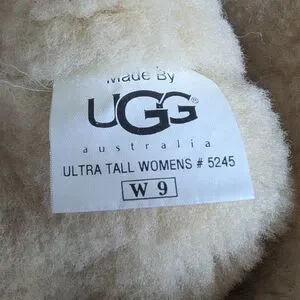 Made By
UGG®
australia
ULTRA TALL WOMENS # 5245
W 9